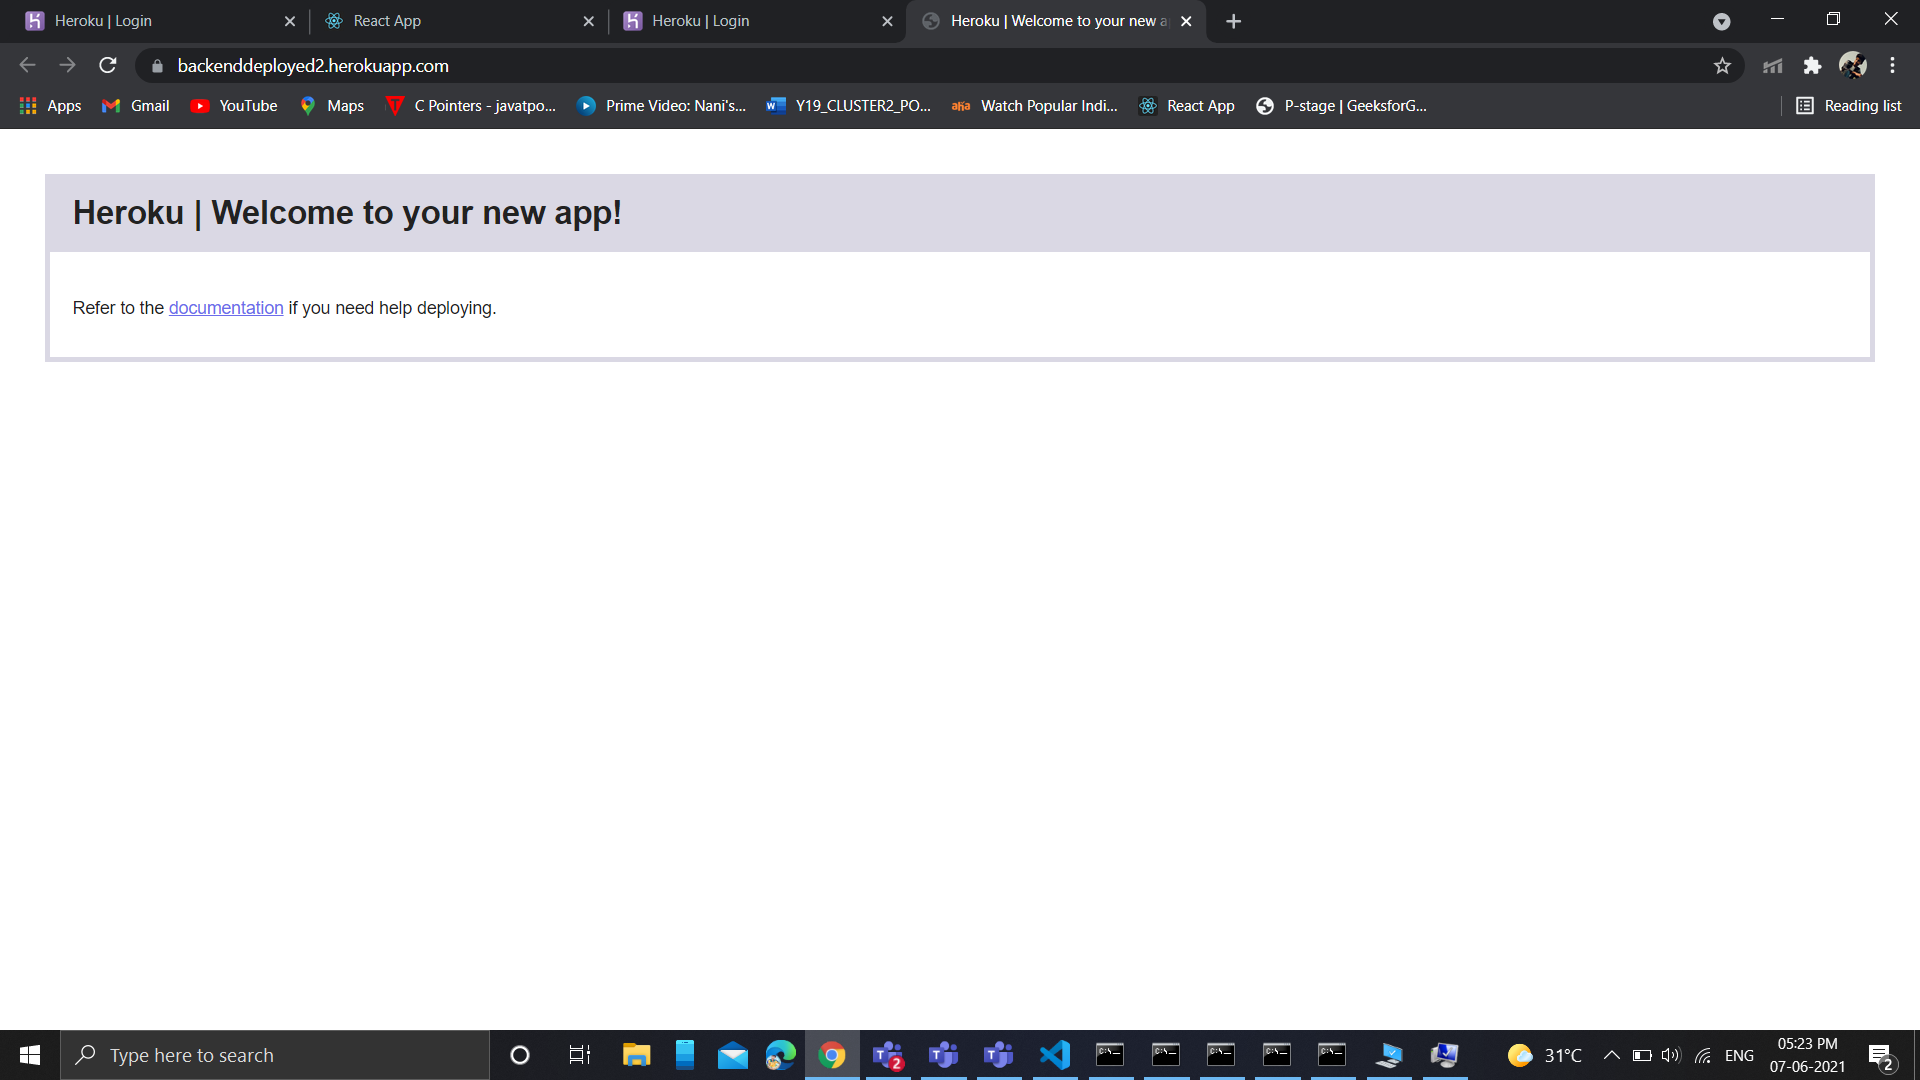 Heroku | Login
React App
Heroku | Login
Heroku | Welcome to your new a
backenddeployed2.herokuapp.com
Apps
Gmail
YouTube
Maps
C Pointers - javatpo...
Prime Video: Nani's...
Y19_CLUSTER2_PO...
Watch Popular Indi...
React App
P-stage | GeeksforG...
Reading list
Heroku | Welcome to your new app!
Refer to the documentation if you need help deploying.
Type here to search
2
31°C
ENG
05:23 PM
07-06-2021
2